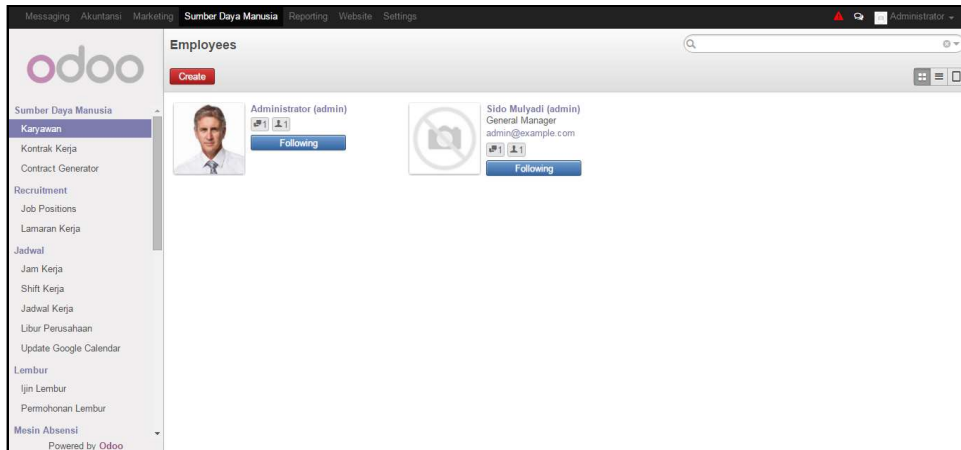 Messaging Akuntansi Marketing Sumber Daya Manusia Reporting Website Settings Administrator
odoo
Employees
Create
Sumber Daya Manusia
Karyawan
Kontrak Kerja
Contract Generator
Recruitment
Job Positions
Lamaran Kerja
Jadwal
Jam Kerja
Shift Kerja
Jadwal Kerja
Libur Perusahaan
Update Google Calendar
Lembur
Ijin Lembur
Permohonan Lembur
Mesin Absensi
Powered by Odoo
Administrator (admin)
1 1
Following
Sido Mulyadi (admin)
General Manager
admin@example.com
1 1
Following